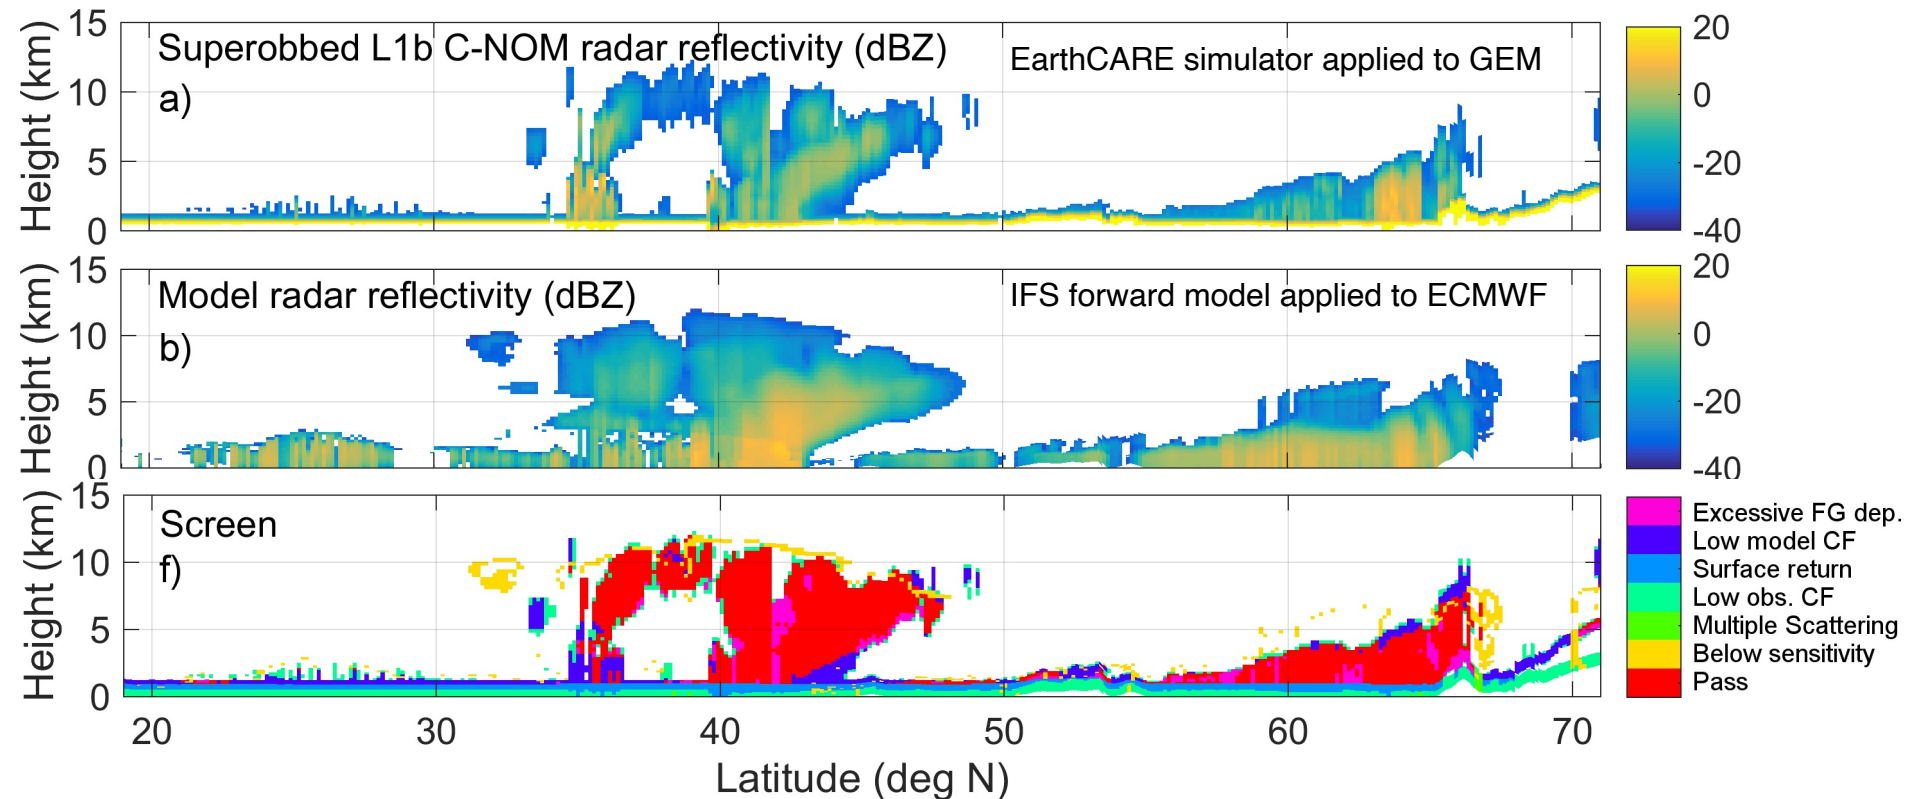 15
10
5
0
Height (km)
Superobbed L1b C-NOM radar reflectivity (dBZ)
EarthCARE simulator applied to GEM
a)
20
0
-20
-40
15
10
5
0
Height (km)
Model radar reflectivity (dBZ)
IFS forward model applied to ECMWF
b)
20
0
-20
-40
15
10
5
0
Height (km)
Screen
f)
Excessive FG dep.
Low model CF
Surface return
Low obs. CF
Multiple Scattering
Below sensitivity
Pass
20 30 40 50 60 70
Latitude (deg N)